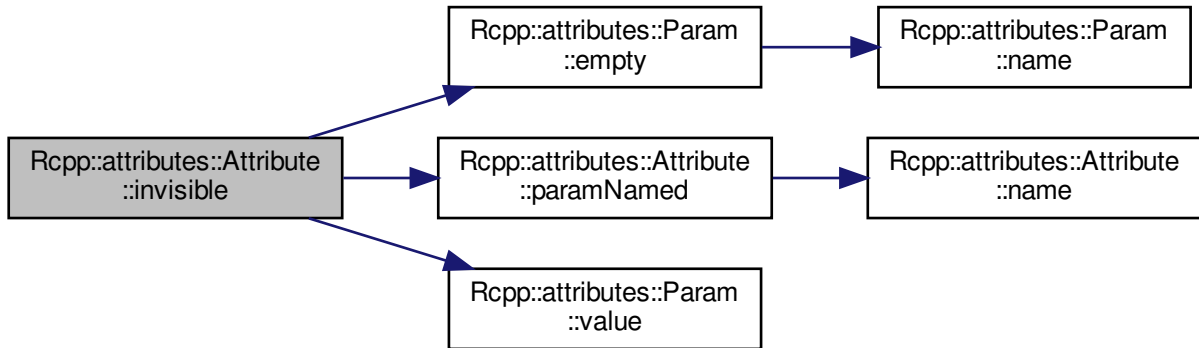 Rcpp::attributes::Param
::empty
Rcpp::attributes::Param
::name
Rcpp::attributes::Attribute
::invisible
Rcpp::attributes::Attribute
::paramNamed
Rcpp::attributes::Attribute
::name
Rcpp::attributes::Param
::value